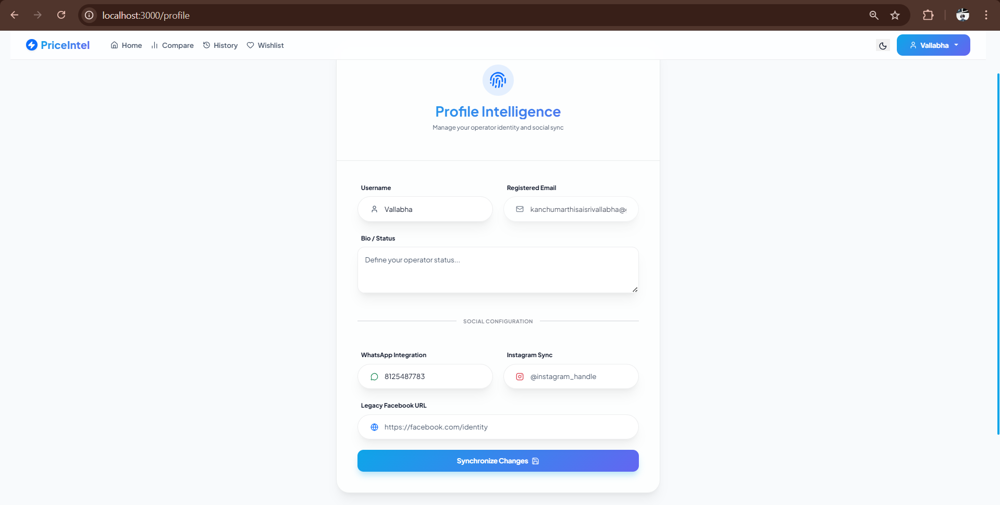 localhost:3000/profile
PriceIntel Home Compare History Wishlist Vallabha
Profile Intelligence
Manage your operator identity and social sync
Username Registered Email
Vallabha kanchumarthisaisrivallabha@
Bio / Status
Define your operator status...
SOCIAL CONFIGURATION
WhatsApp Integration Instagram Sync
8125487783 @instagram_handle
Legacy Facebook URL
https://facebook.com/identity
Synchronize Changes